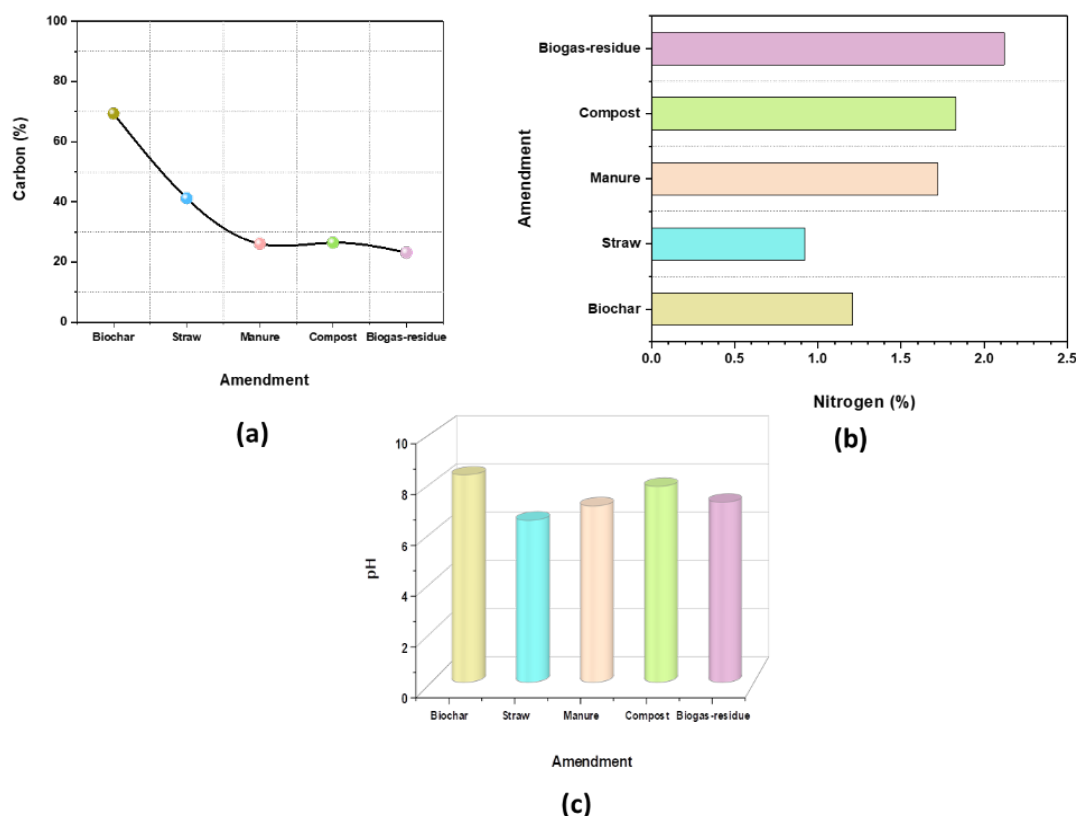 100
80
60
40
20
0
Carbon (%)
Biochar Straw Manure Compost Biogas-residue
Amendment
(a)
Biogas-residue
Compost
Manure
Straw
Biochar
Amendment
0.0 0.5 1.0 1.5 2.0 2.5
Nitrogen (%)
(b)
10
8
6
4
2
0
pH
Biochar Straw Manure Compost Biogas-residue
Amendment
(c)